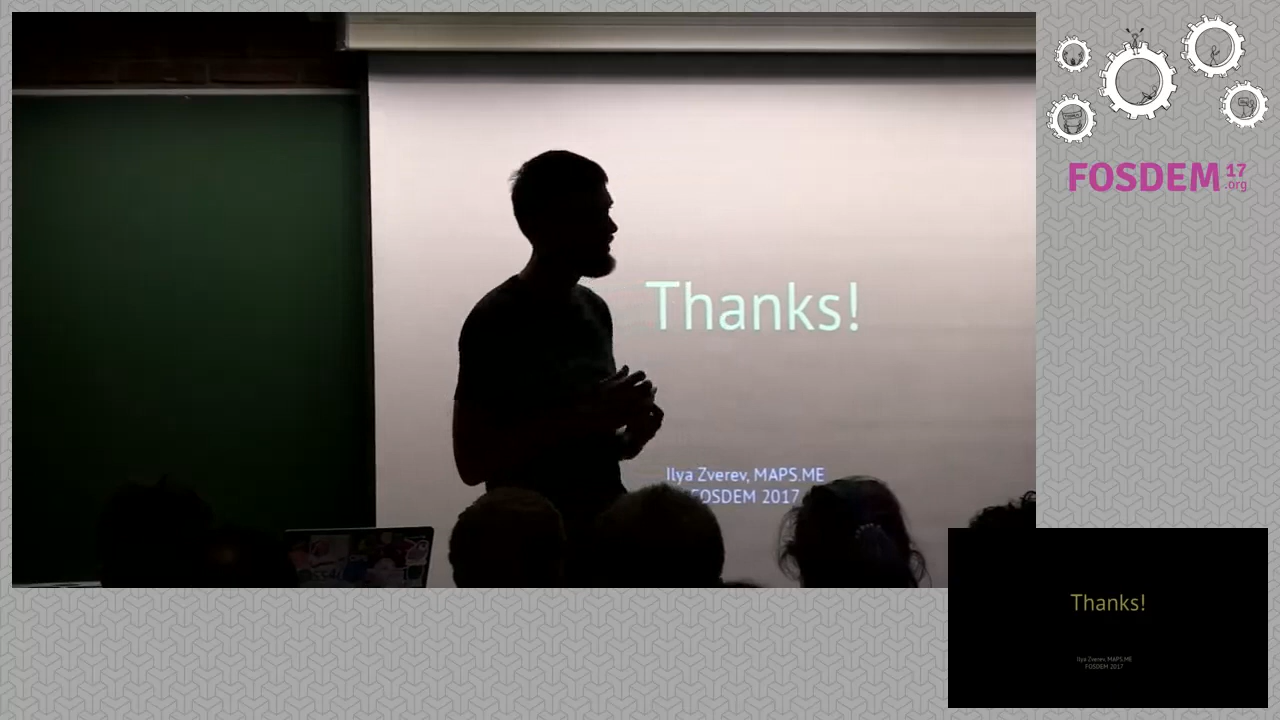 Thanks!
Ilya Zverev, MAPS.ME
FOSDEM 2017
FOSDEM 17
.org
Thanks!
Ilya Zverev, MAPS.ME
FOSDEM 2017